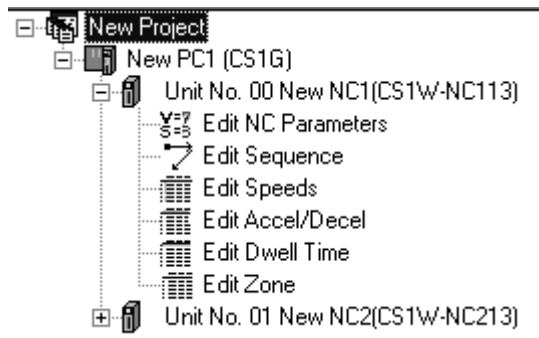 New Project
New PC1 (CS1G)
Unit No. 00 New NC1(CS1W-NC113)
Y=?
S=5
Edit NC Parameters
Edit Sequence
Edit Speeds
Edit Accel/Decel
Edit Dwell Time
Edit Zone
Unit No. 01 New NC2(CS1W-NC213)